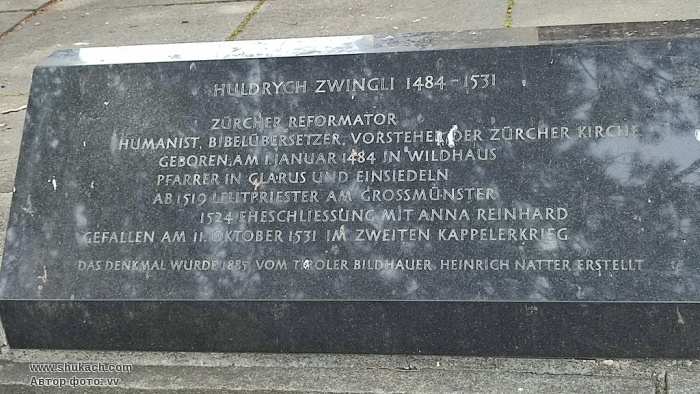 HULDRYCH ZWINGLI 1484-1531
ZÜRCHER REFORMATOR
HUMANIST, BIBELÜBERSETZER, VORSTEHER DER ZÜRCHER KIRCHE
GEBOREN AM 1. JANUAR 1484 IN WILDHAUS
PFARRER IN GLARUS UND EINSIEDELN
AB 1519 LEUTPRIESTER AM GROSSMÜNSTER
1524 EHESCHLIESSUNG MIT ANNA REINHARD
GEFALLEN AM 11. OKTOBER 1531 IM ZWEITEN KAPPELERKRIEG
DAS DENKMAL WURDE 1885 VOM TIROLER BILDHAUER HEINRICH NATTER ERSTELLT
www.shukach.com
Автор фото: vv